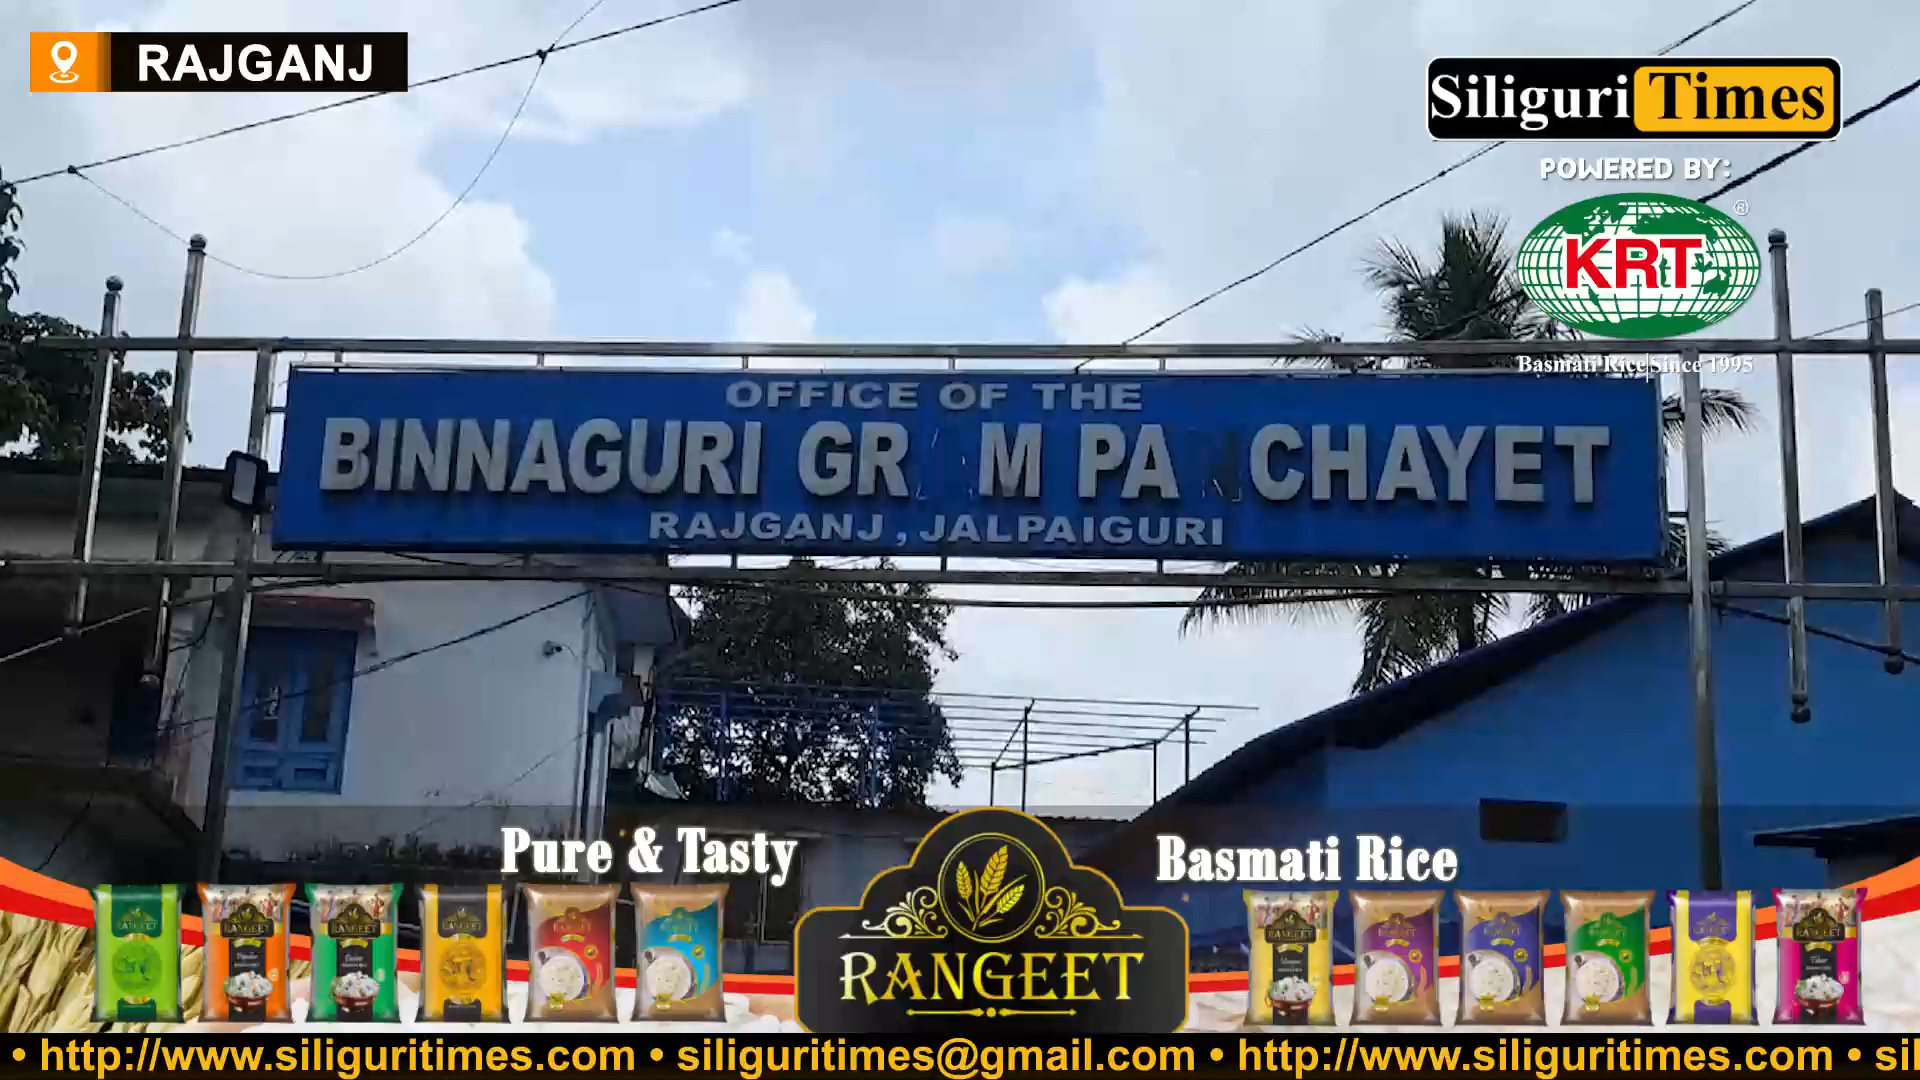 RAJGANJ
Siliguri Times
POWERED BY:
KRT
®
Basmati Rice|Since 1995
OFFICE OF THE
BINNAGURI GR M PA CHAYET
RAJGANJ, JALPAIGURI
Pure & Tasty
Basmati Rice
RANGEET
• http://www.siliguritimes.com • siliguritimes@gmail.com • http://www.siliguritimes.com • sil